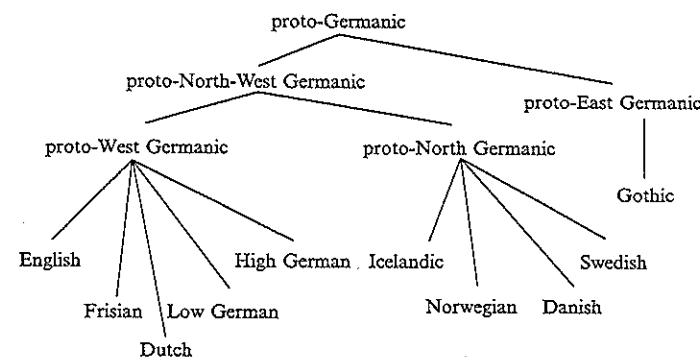 proto-Germanic
proto-North-West Germanic
proto-East Germanic
proto-West Germanic
proto-North Germanic
Gothic
English
High German
Icelandic
Swedish
Frisian
Low German
Norwegian
Danish
Dutch